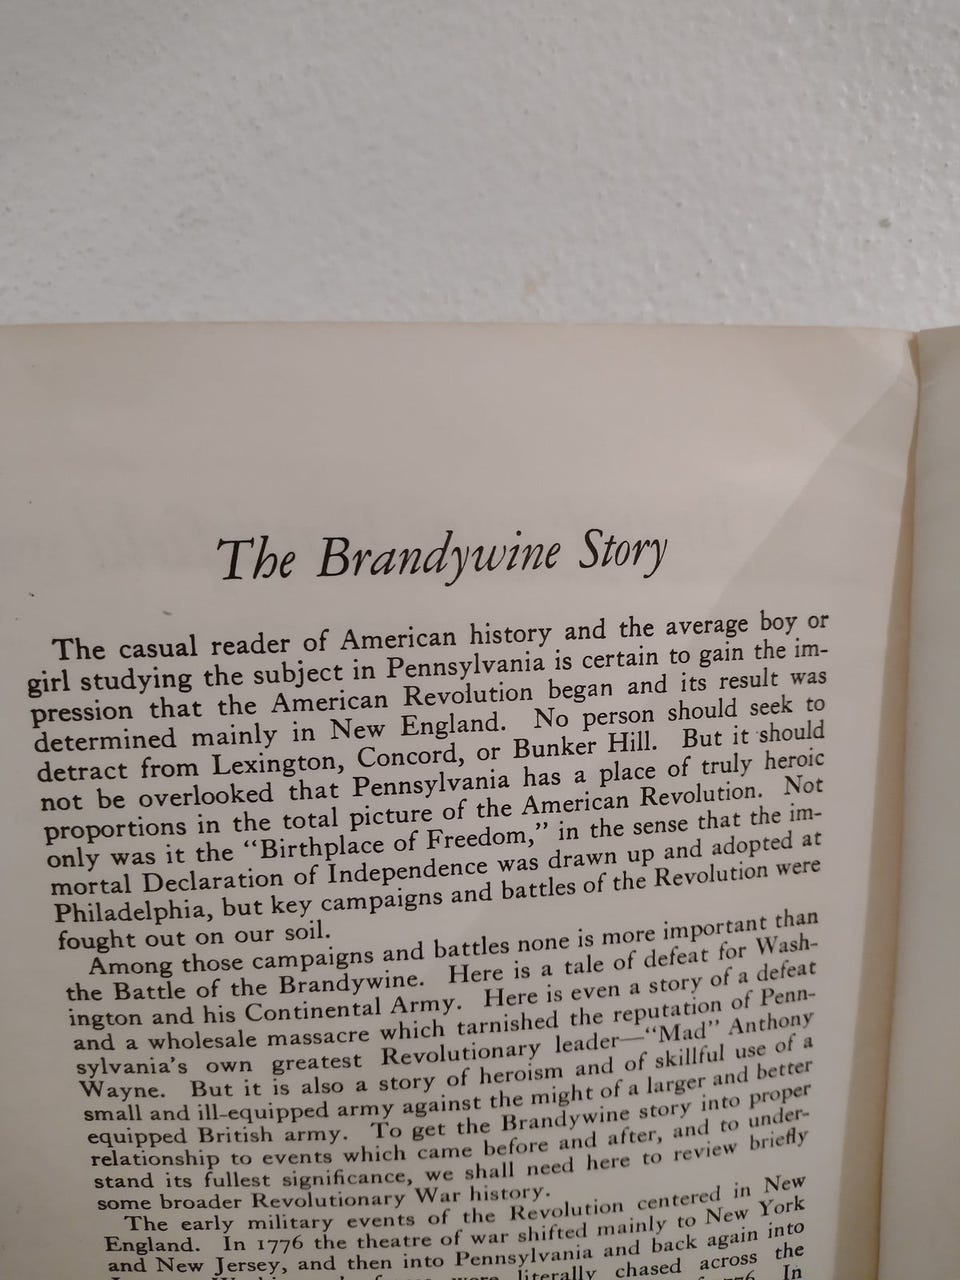 The Brandywine Story
The casual reader of American history and the average boy or
girl studying the subject in Pennsylvania is certain to gain the im-
pression that the American Revolution began and its result was
determined mainly in New England. No person should seek to
detract from Lexington, Concord, or Bunker Hill. But it should
not be overlooked that Pennsylvania has a place of truly heroic
proportions in the total picture of the American Revolution. Not
only was it the “Birthplace of Freedom,” in the sense that the im-
mortal Declaration of Independence was drawn up and adopted at
Philadelphia, but key campaigns and battles of the Revolution were
fought out on our soil.
Among those campaigns and battles none is more important than
the Battle of the Brandywine. Here is a tale of defeat for Wash-
ington and his Continental Army. Here is even a story of a defeat
and a wholesale massacre which tarnished the reputation of Penn-
sylvania's own greatest Revolutionary leader—“Mad” Anthony
Wayne. But it is also a story of heroism and of skillful use of a
small and ill-equipped army against the might of a larger and better
equipped British army. To get the Brandywine story into proper
relationship to events which came before and after, and to under-
stand its fullest significance, we shall need here to review briefly
some broader Revolutionary War history.
The early military events of the Revolution centered in New
England. In 1776 the theatre of war shifted mainly to New York
and New Jersey, and then into Pennsylvania and back again into
were literally chased across the
In